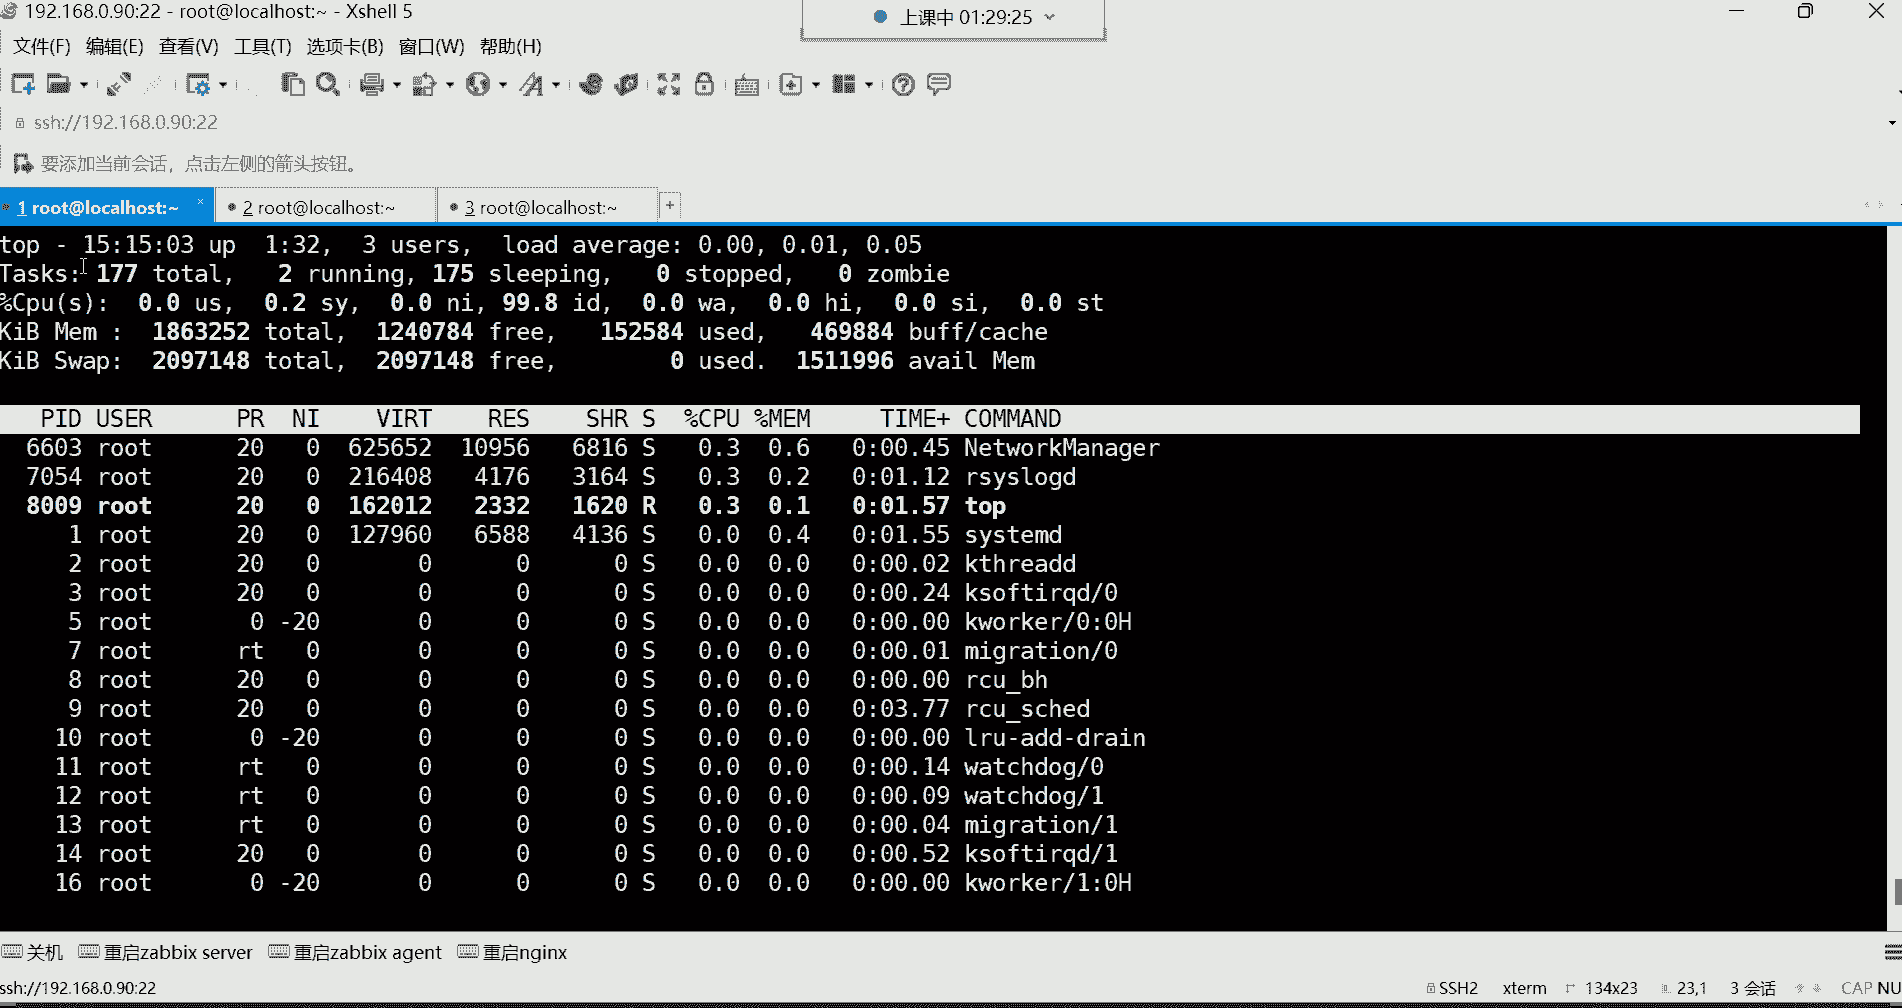 192.168.0.90:22 - root@localhost:~ - Xshell 5
上课中 01:29:25
文件(F) 编辑(E) 查看(V) 工具(T) 选项卡(B) 窗口(W) 帮助(H)
ssh://192.168.0.90:22
要添加当前会话，点击左侧的箭头按钮。
1 root@localhost:~ × 2 root@localhost:~ 3 root@localhost:~ +
top - 15:15:03 up  1:32,  3 users,  load average: 0.00, 0.01, 0.05
Tasks: 177 total,   2 running, 175 sleeping,   0 stopped,   0 zombie
%Cpu(s):  0.0 us,  0.2 sy,  0.0 ni, 99.8 id,  0.0 wa,  0.0 hi,  0.0 si,  0.0 st
KiB Mem :  1863252 total,  1240784 free,   152584 used,   469884 buff/cache
KiB Swap:  2097148 total,  2097148 free,        0 used.  1511996 avail Mem
PID USER      PR  NI    VIRT    RES    SHR S  %CPU %MEM     TIME+ COMMAND
6603 root      20   0  625652  10956   6816 S   0.3  0.6   0:00.45 NetworkManager
7054 root      20   0  216408   4176   3164 S   0.3  0.2   0:01.12 rsyslogd
8009 root      20   0  162012   2332   1620 R   0.3  0.1   0:01.57 top
1 root      20   0  127960   6588   4136 S   0.0  0.4   0:01.55 systemd
2 root      20   0       0      0      0 S   0.0  0.0   0:00.02 kthreadd
3 root      20   0       0      0      0 S   0.0  0.0   0:00.24 ksoftirqd/0
5 root       0 -20       0      0      0 S   0.0  0.0   0:00.00 kworker/0:0H
7 root      rt   0       0      0      0 S   0.0  0.0   0:00.01 migration/0
8 root      20   0       0      0      0 S   0.0  0.0   0:00.00 rcu_bh
9 root      20   0       0      0      0 S   0.0  0.0   0:03.77 rcu_sched
10 root       0 -20       0      0      0 S   0.0  0.0   0:00.00 lru-add-drain
11 root      rt   0       0      0      0 S   0.0  0.0   0:00.14 watchdog/0
12 root      rt   0       0      0      0 S   0.0  0.0   0:00.09 watchdog/1
13 root      rt   0       0      0      0 S   0.0  0.0   0:00.04 migration/1
14 root      20   0       0      0      0 S   0.0  0.0   0:00.52 ksoftirqd/1
16 root       0 -20       0      0      0 S   0.0  0.0   0:00.00 kworker/1:0H
关机 重启zabbix server 重启zabbix agent 重启nginx
ssh://192.168.0.90:22 SSH2 xterm 134x23 23,1 3 会话 CAP NU